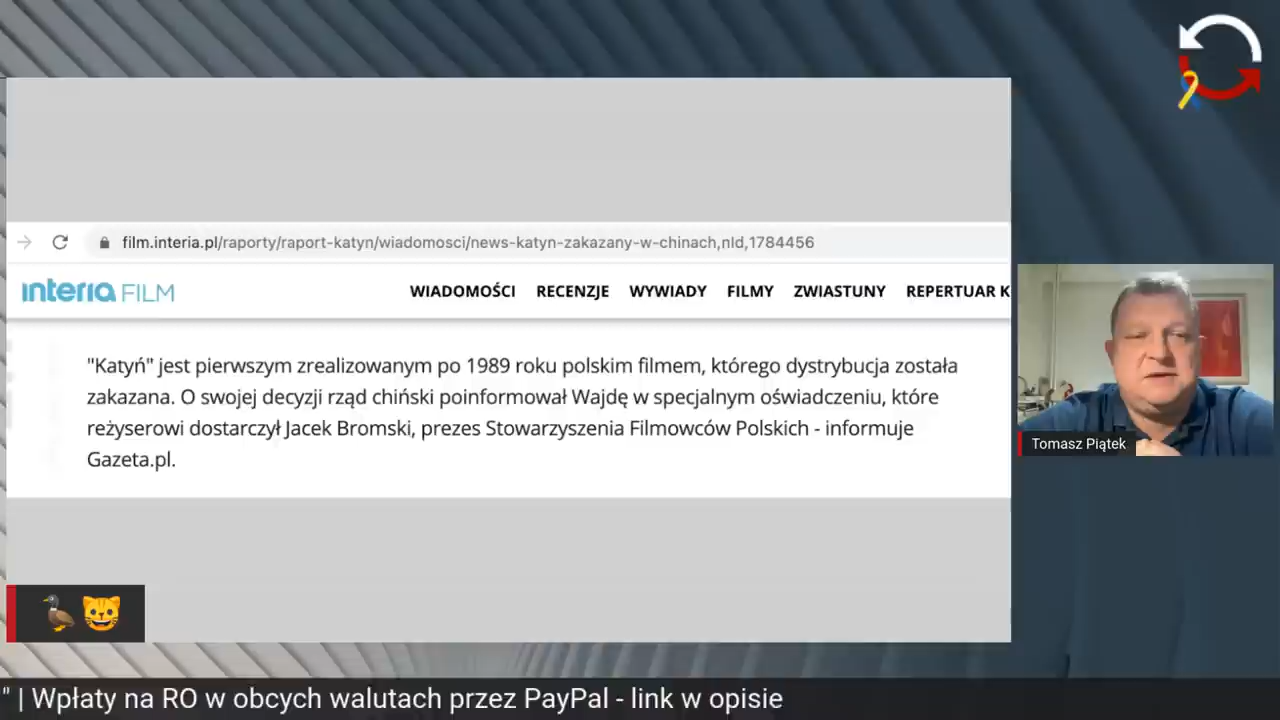 film.interia.pl/raporty/raport-katyn/wiadomosci/news-katyn-zakazany-w-chinach,nld,1784456
interia FILM
WIADOMOŚCI RECENZJE WYWIADY FILMY ZWIASTUNY REPERTUAR K
"Katyń" jest pierwszym zrealizowanym po 1989 roku polskim filmem, którego dystrybucja została
zakazana. O swojej decyzji rząd chiński poinformował Wajdę w specjalnym oświadczeniu, które
reżyserowi dostarczył Jacek Bromski, prezes Stowarzyszenia Filmowców Polskich - informuje
Gazeta.pl.
Tomasz Piątek
" | Wpłaty na RO w obcych walutach przez PayPal - link w opisie